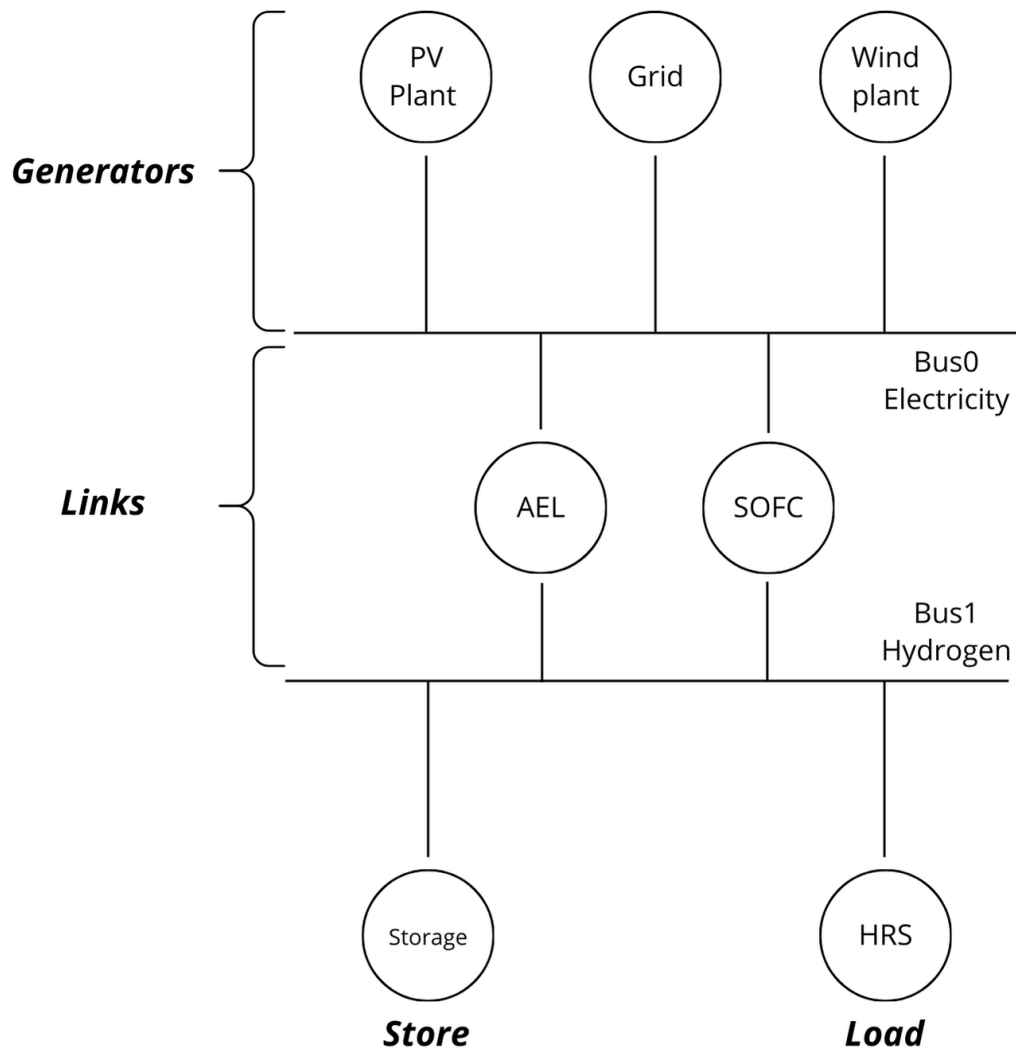 PV
Plant
Grid
Wind
plant
Generators
Bus0
Electricity
Links
AEL
SOFC
Bus1
Hydrogen
Storage
HRS
Store
Load